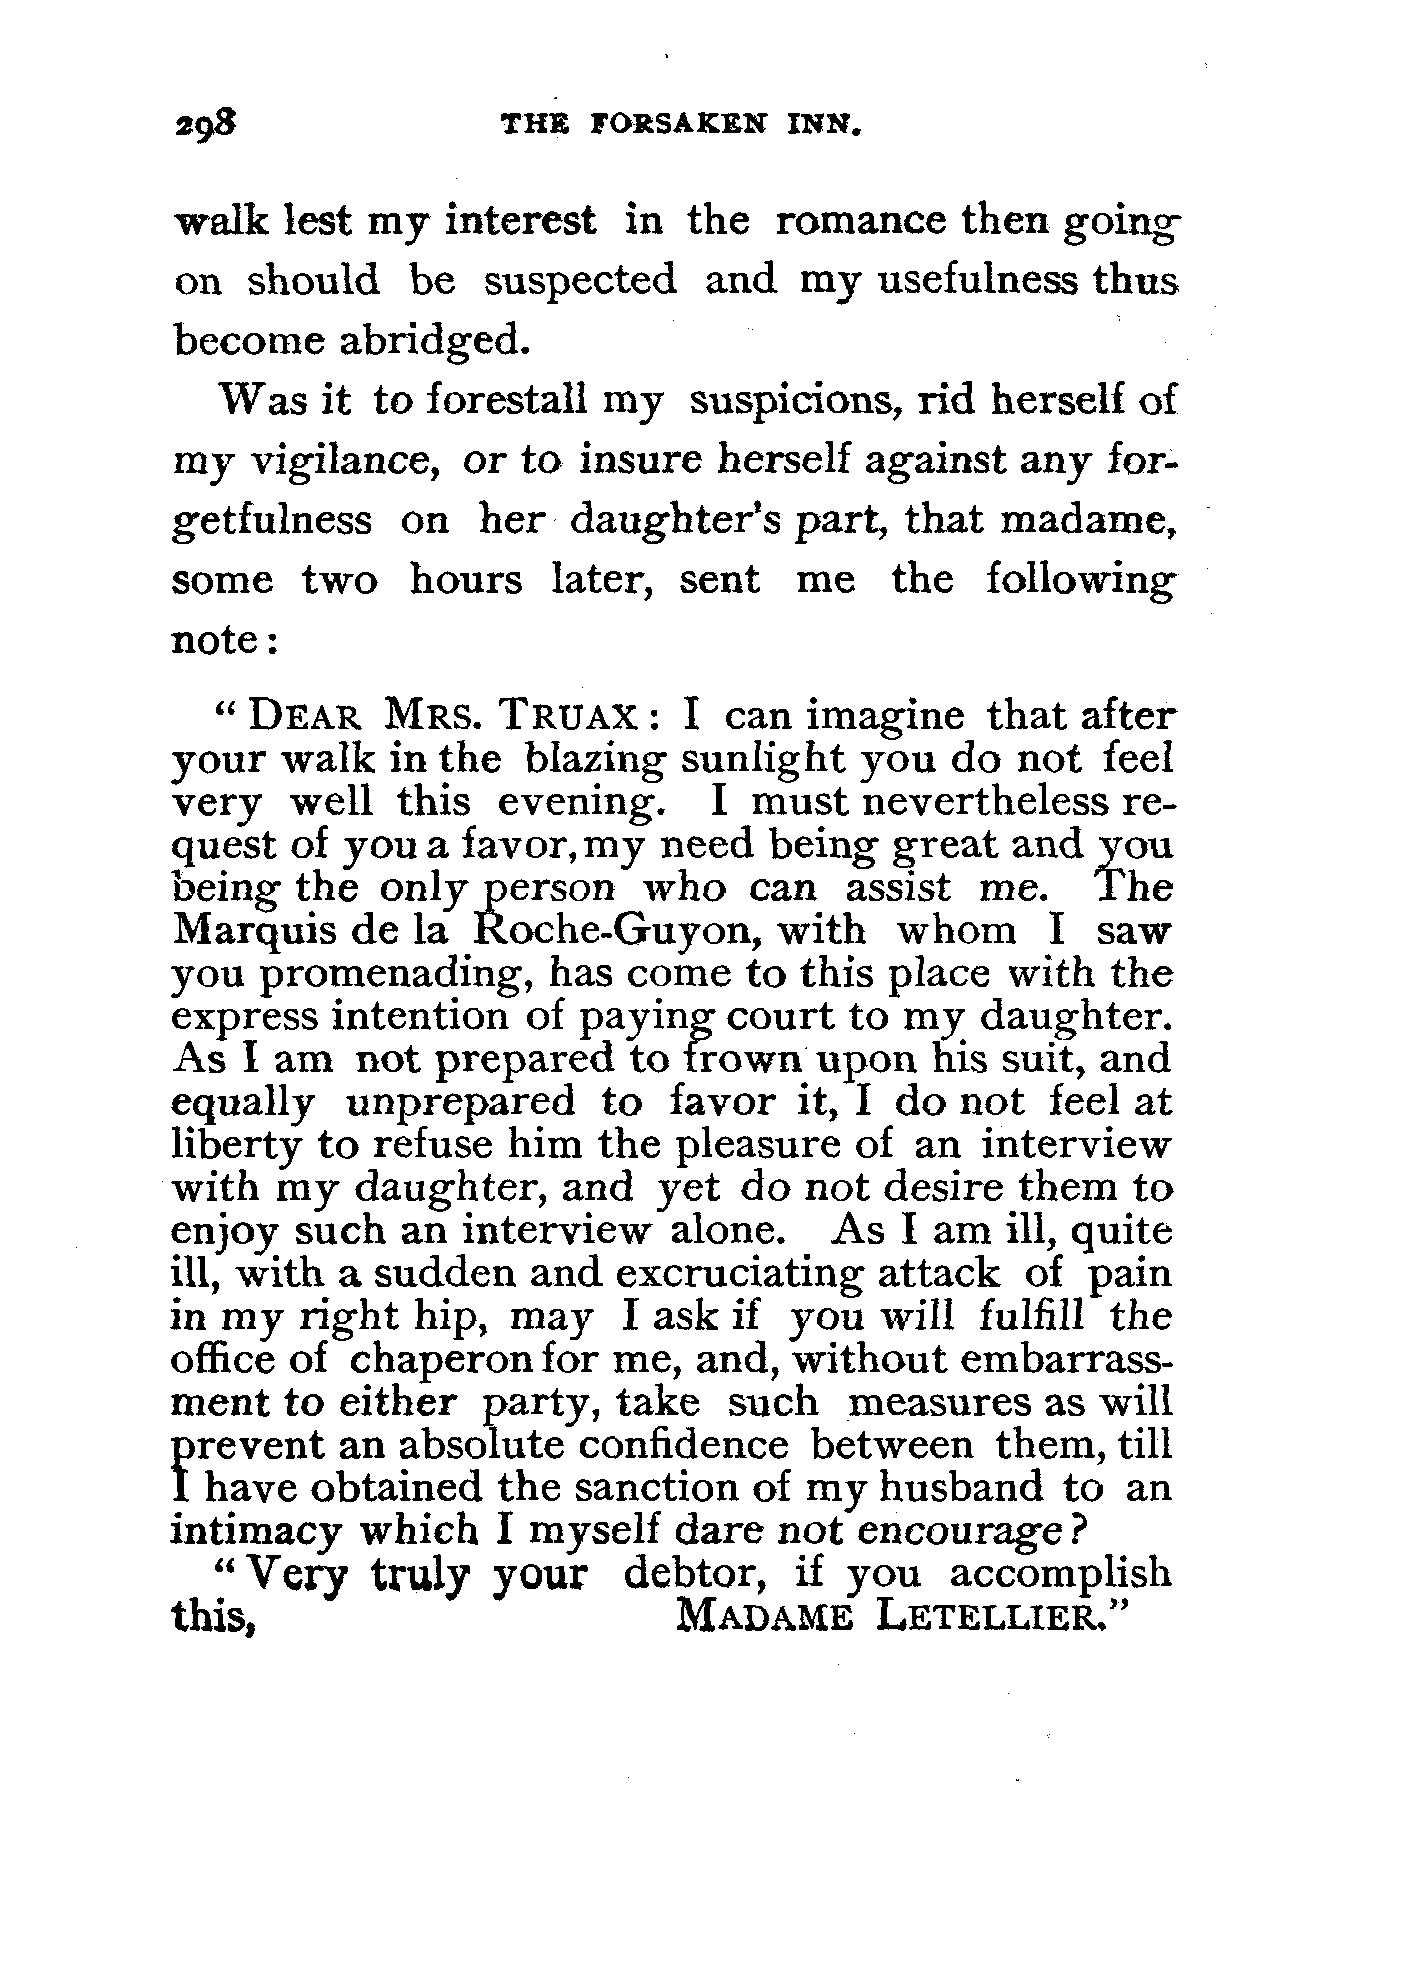 298 THE FORSAKEN INN.
walk lest my interest in the romance then going
on should be suspected and my usefulness thus
become abridged.
Was it to forestall my suspicions, rid herself of
my vigilance, or to insure herself against any for-
getfulness on her daughter's part, that madame,
some two hours later, sent me the following
note:
“DEAR MRS. TRUAX: I can imagine that after
your walk in the blazing sunlight you do not feel
very well this evening. I must nevertheless re-
quest of you a favor, my need being great and you
being the only person who can assist me. The
Marquis de la Roche-Guyon, with whom I saw
you promenading, has come to this place with the
express intention of paying court to my daughter.
As I am not prepared to frown upon his suit, and
equally unprepared to favor it, I do not feel at
liberty to refuse him the pleasure of an interview
with my daughter, and yet do not desire them to
enjoy such an interview alone. As I am ill, quite
ill, with a sudden and excruciating attack of pain
in my right hip, may I ask if you will fulfill the
office of chaperon for me, and, without embarrass-
ment to either party, take such measures as will
prevent an absolute confidence between them, till
I have obtained the sanction of my husband to an
intimacy which I myself dare not encourage?
“Very truly your debtor, if you accomplish
this, MADAME LETELLIER.”